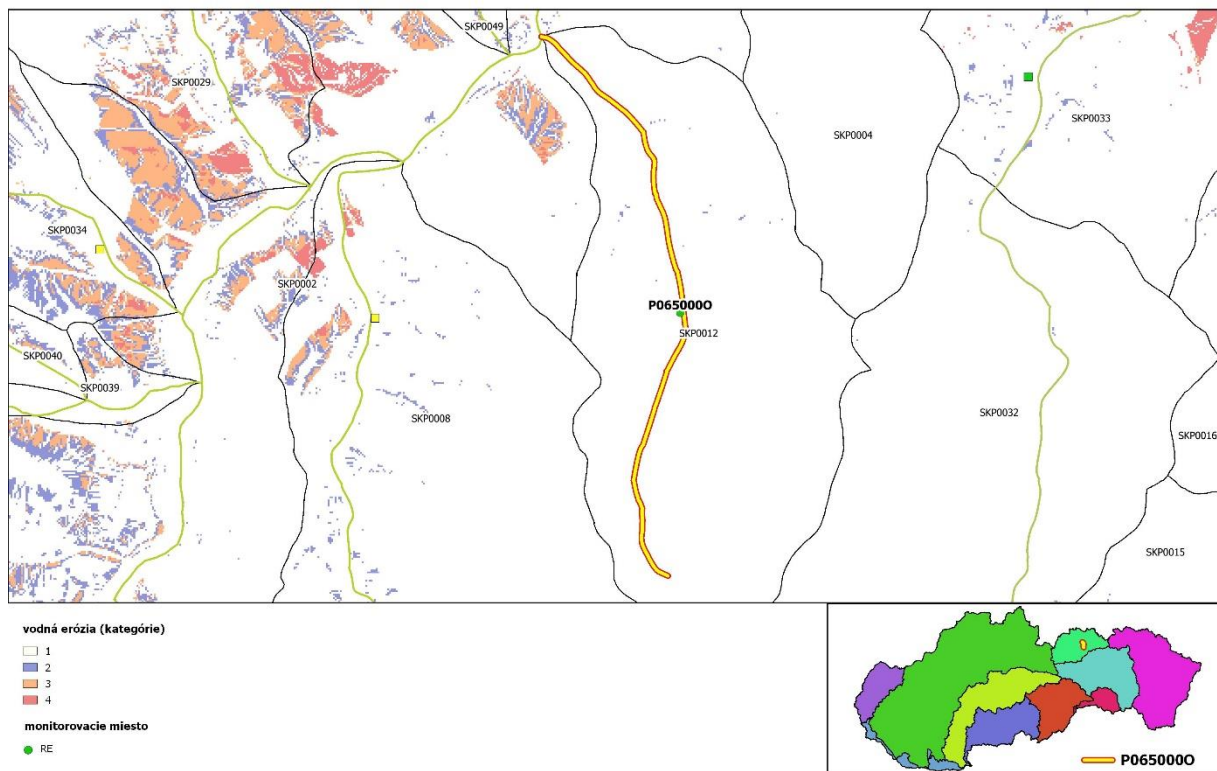 SKP0049
SKP0029
SKP0033
SKP0004
SKP0034
SKP0002
P065000O
SKP0012
SKP0040
SKP0039
SKP0008
SKP0032
SKP0016
SKP0015
vodná erózia (kategórie)
1
2
3
4
monitorovacie miesto
RE
P065000O